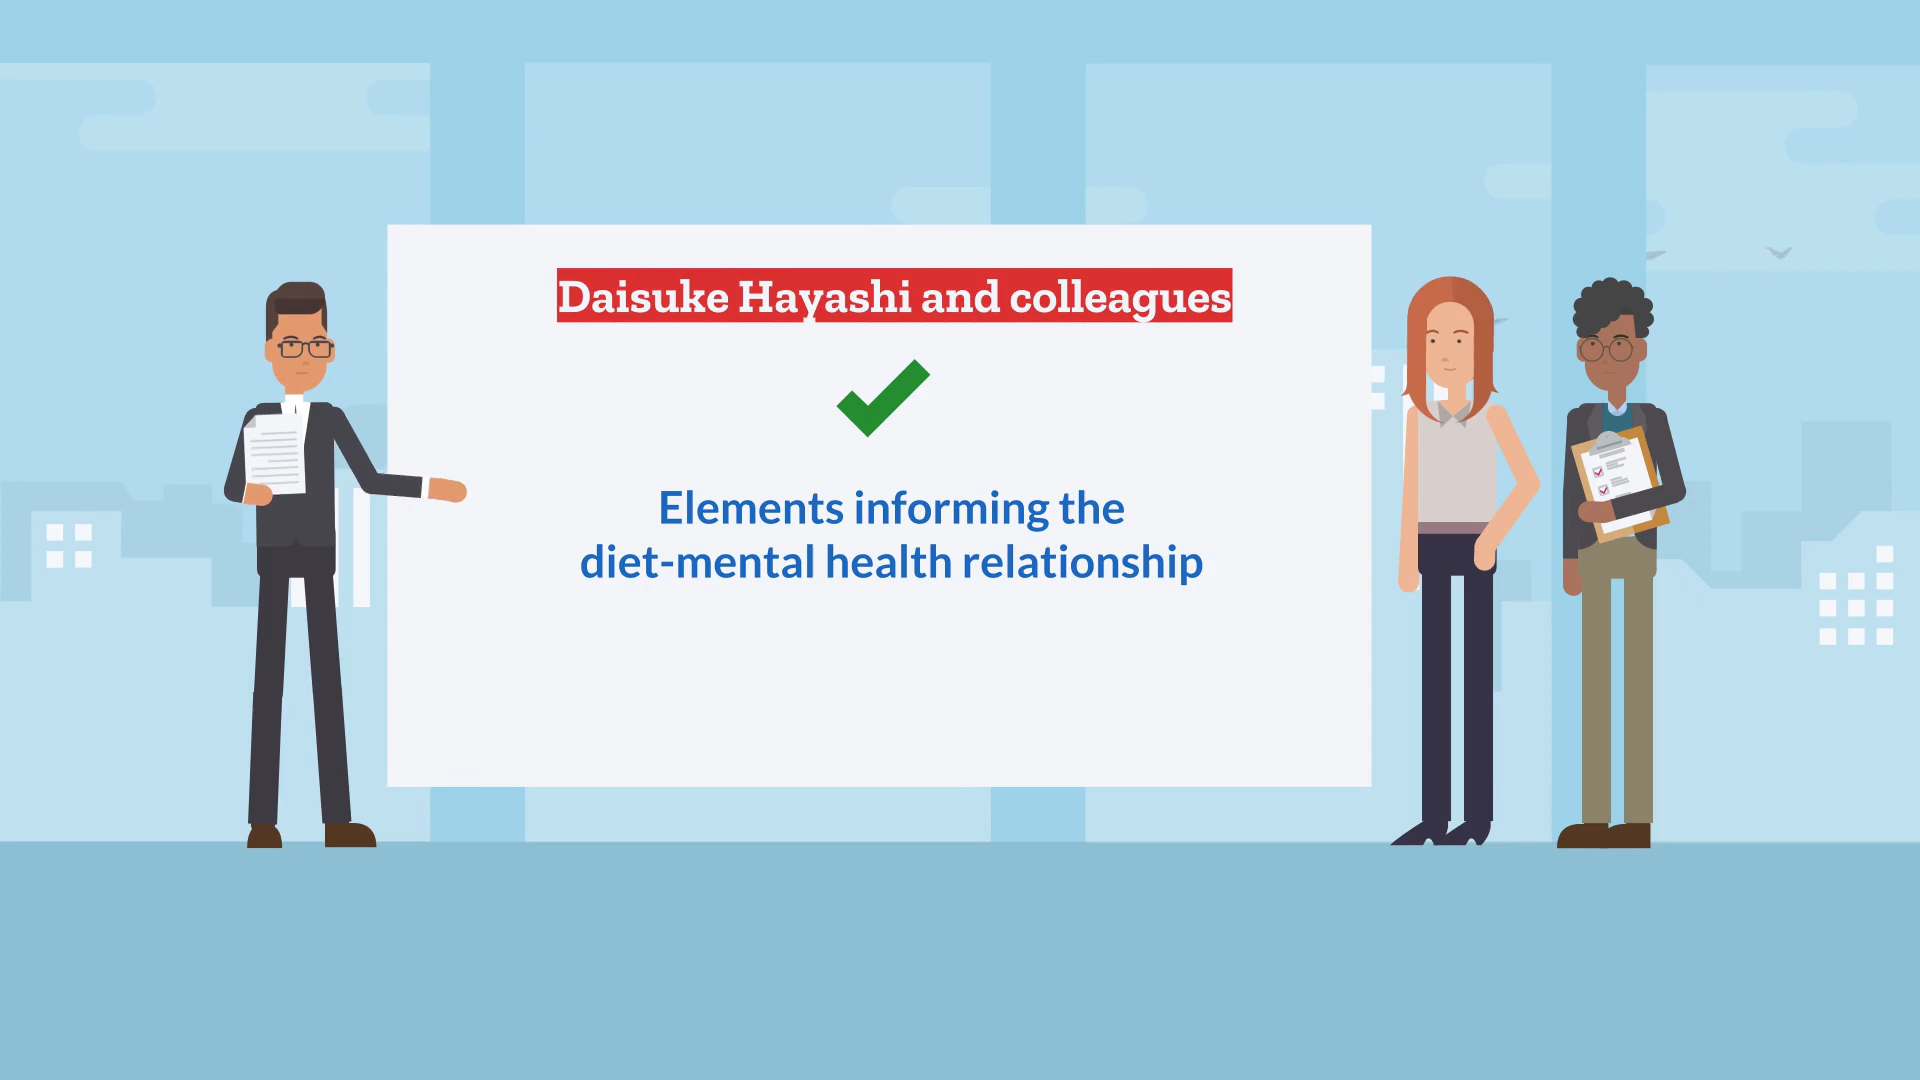 Daisuke Hayashi and colleagues
Elements informing the
diet-mental health relationship